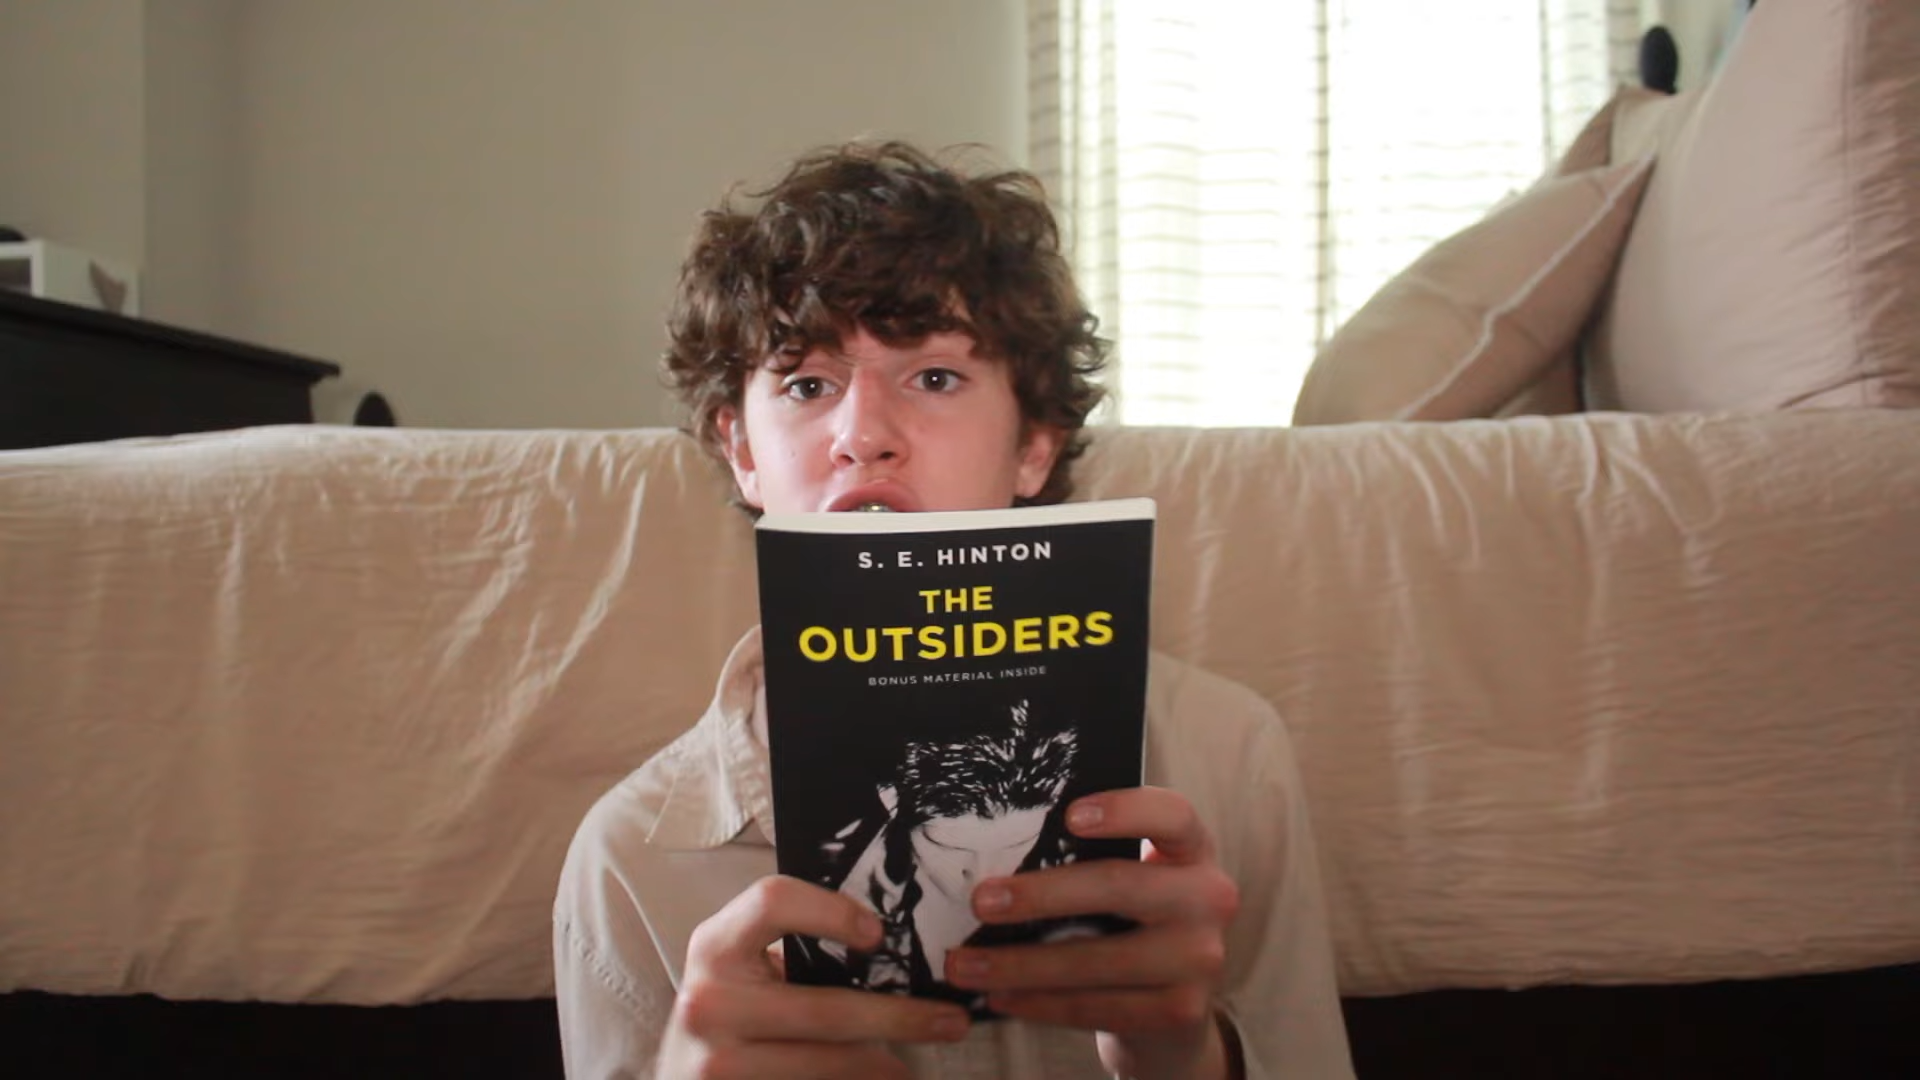 S. E. HINTON
THE
OUTSIDERS
BONUS MATERIAL INSIDE